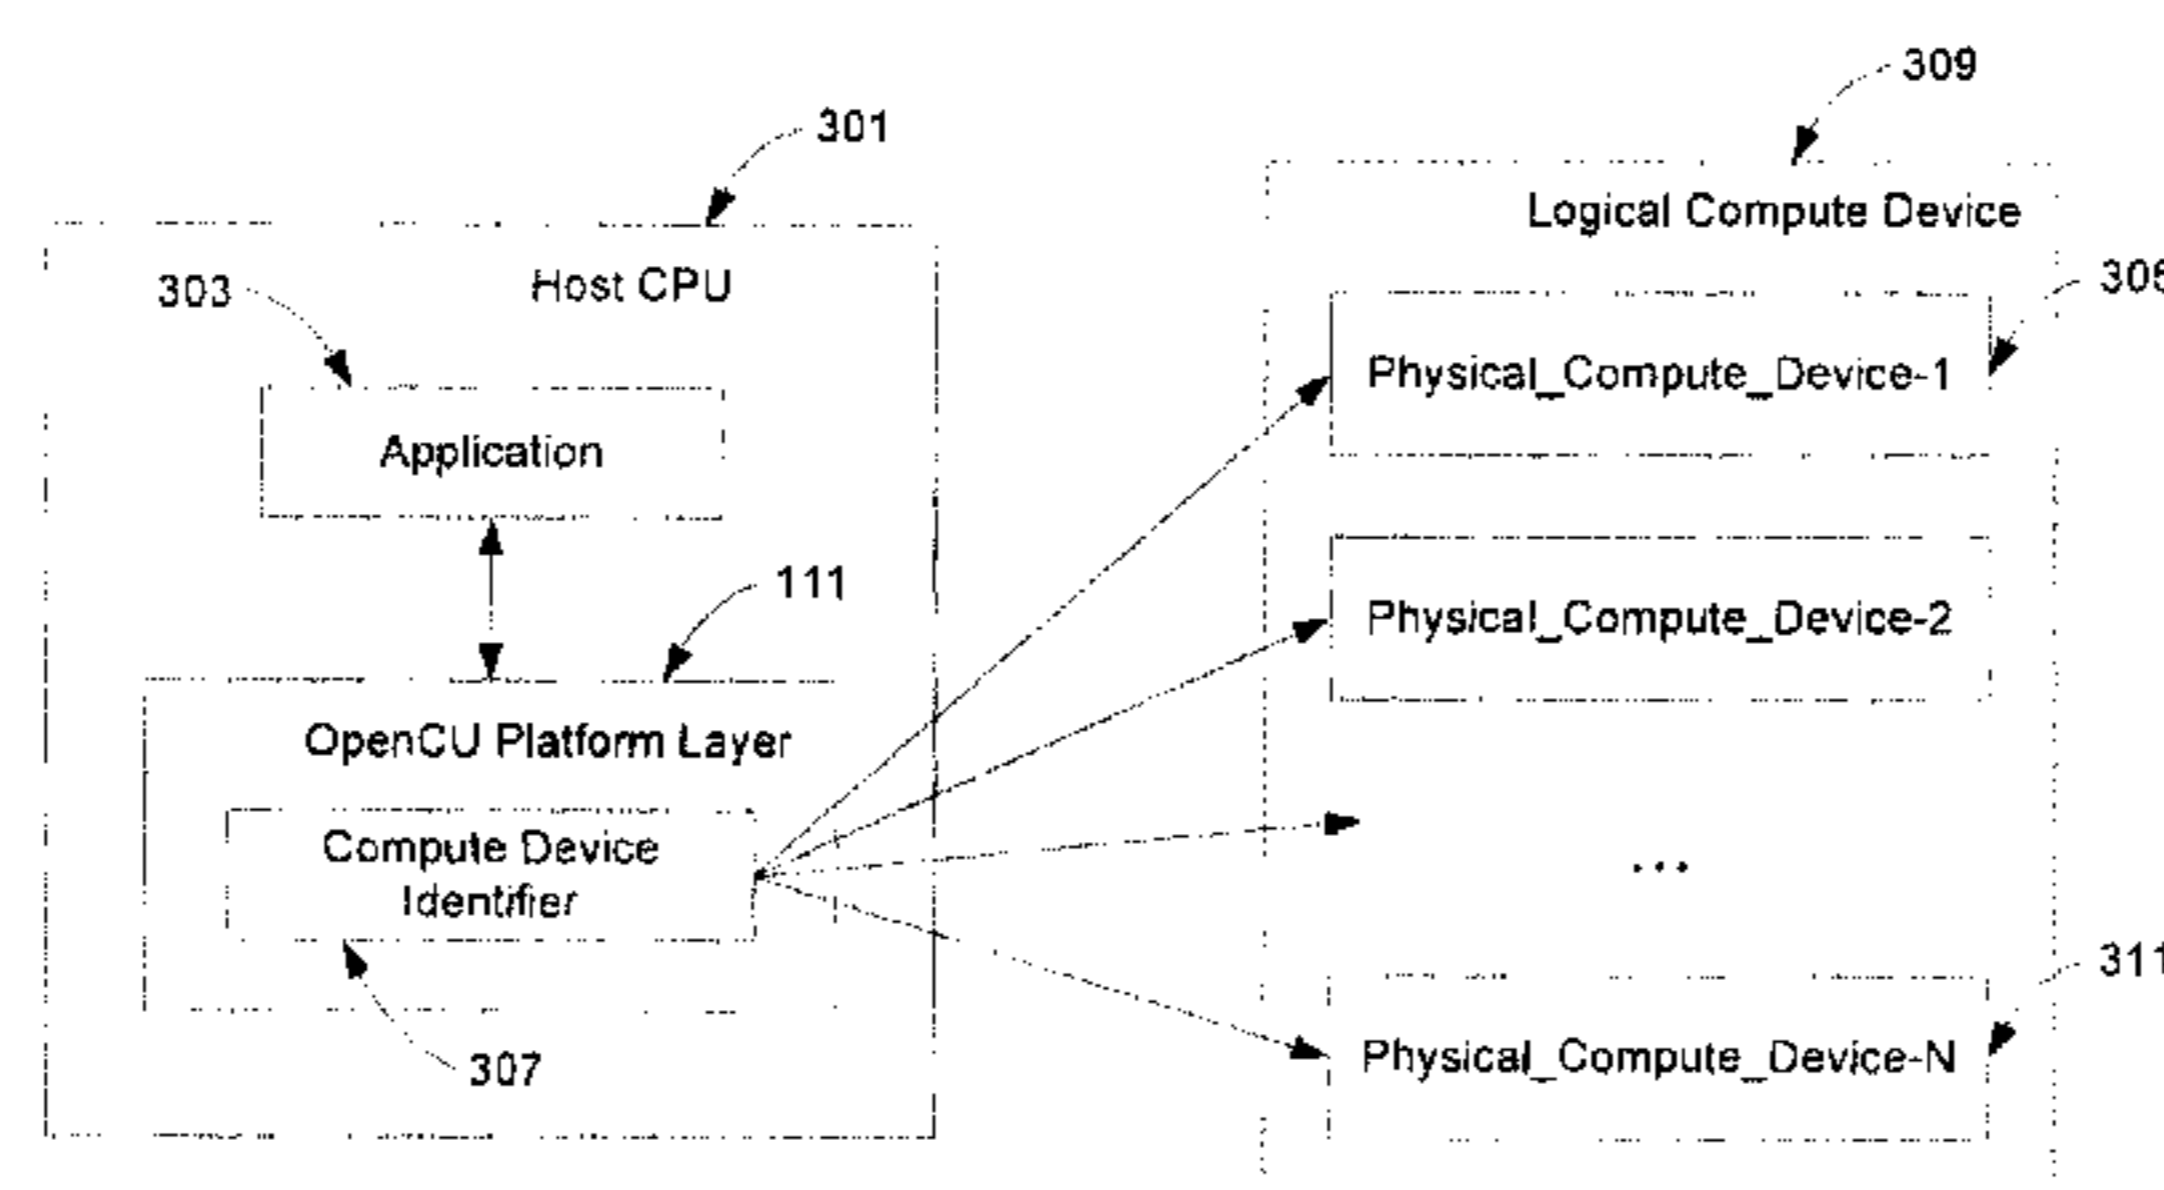 309
301
Logical Compute Device
Host CPU
303
Physical_Compute_Device-1
Application
111
Physical_Compute_Device-2
OpenCU Platform Layer
Compute Device
Identifier
...
311
Physical_Compute_Device-N
307